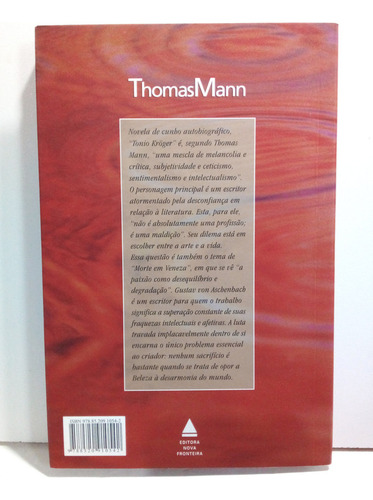 ThomasMann
Novela de cunho autobiográfico,
"Tonio Kröger" é, segundo Thomas
Mann, "uma mezcla de melancolia e
crítica, subjetividade e ceticismo,
sentimentalismo e intelectualismo".
O personagem principal é um escritor
atormentado pela desconfiança em
relação à literatura. Esta, para ele,
"não é absolutamente uma profissão;
é uma maldição". Seu dilema está em
escolher entre a arte e a vida.
Essa questão é também o tema de
"Morte em Veneza", em que se vê "a
paixão como desequilíbrio e
degradação". Gustav von Aschenbach
é um escritor para quem o trabalho
significa a superação constante de suas
fraquezas intelectuais e afetivas. A luta
travada implacavelmente dentro de si
encarna o único problema essencial
ao criador: nenhum sacrifício é
bastante quando se trata de opor a
Beleza à desarmonia do mundo.
EDITORA
NOVA
FRONTEIRA